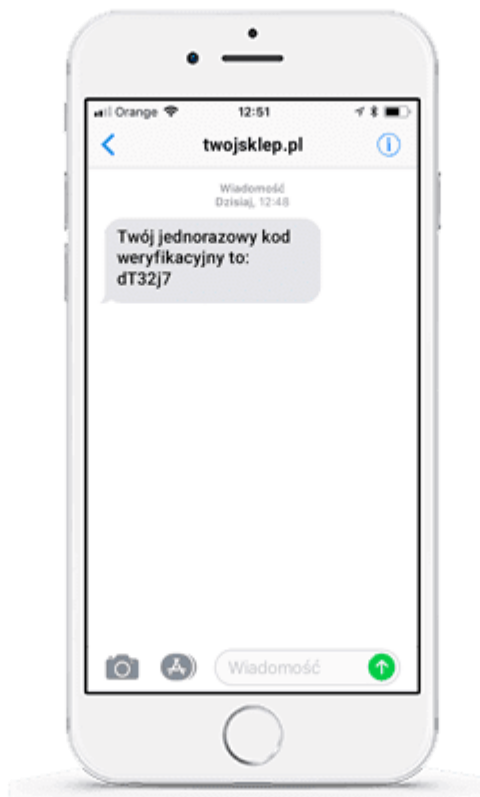 Orange 12:51
twojsklep.pl
Wiadomość
Dzisiaj, 12:48
Twój jednorazowy kod
weryfikacyjny to:
dT32j7
Wiadomość